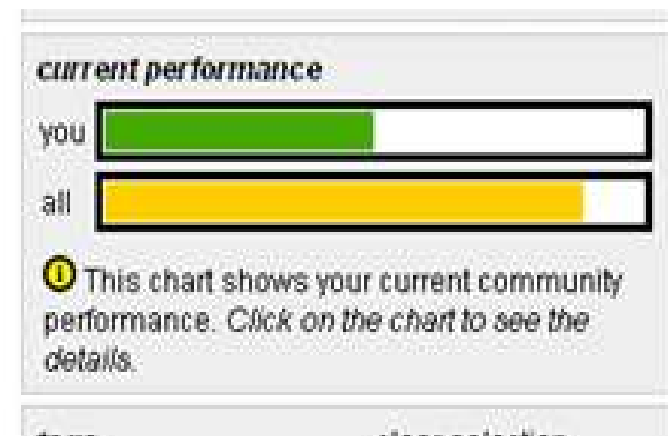 current performance
you
all
This chart shows your current community
performance. Click on the chart to see the
details.